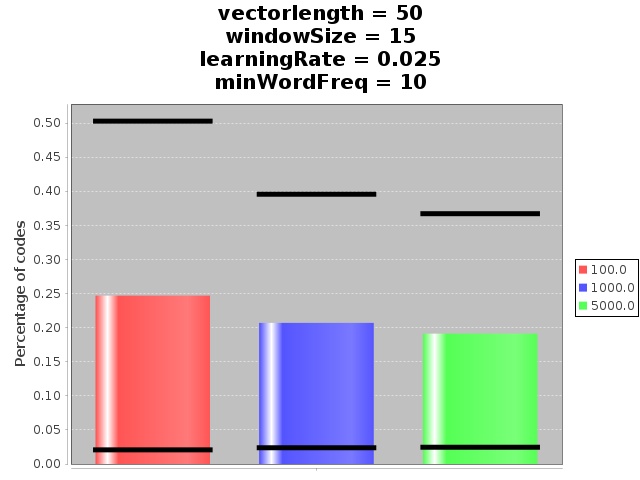 vectorlength = 50
windowSize = 15
learningRate = 0.025
minWordFreq = 10
Percentage of codes
0.50
0.45
0.40
0.35
0.30
0.25
0.20
0.15
0.10
0.05
0.00
100.0
1000.0
5000.0